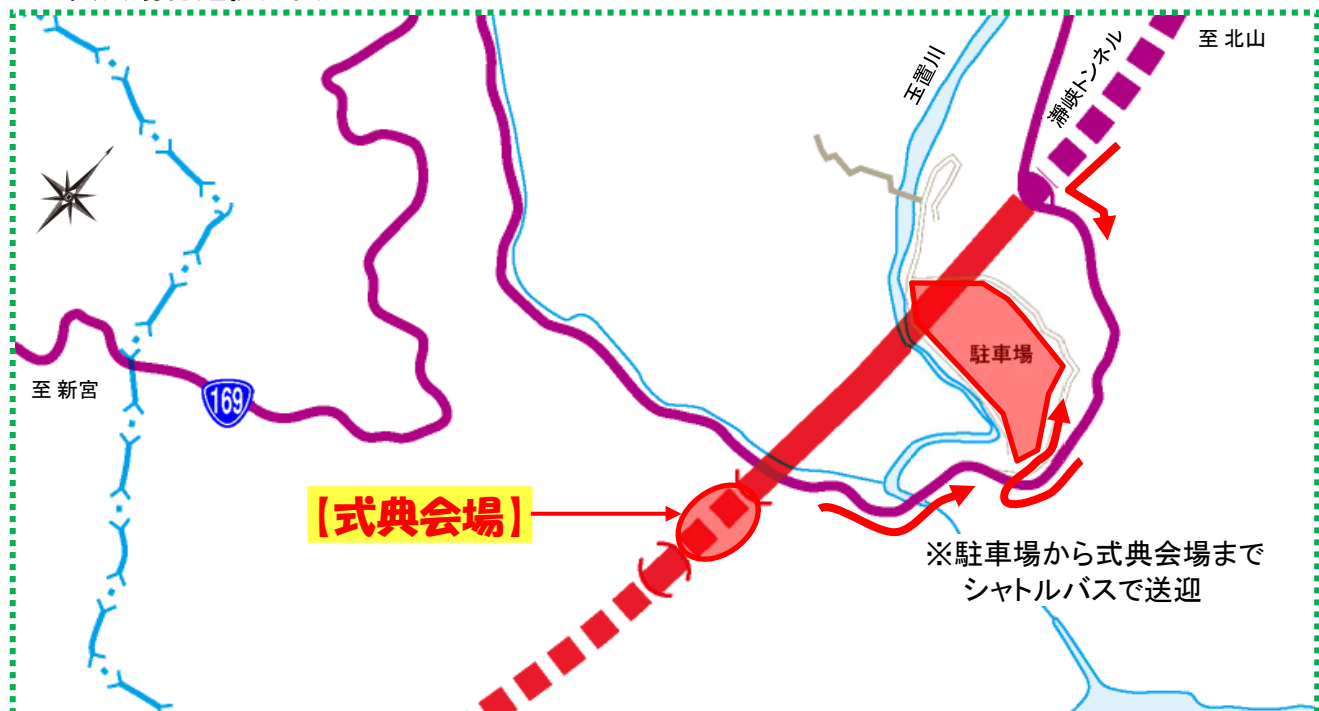 至 北山
瀞峡トンネル
玉置川
駐車場
至 新宮
169
【式典会場】
※駐車場から式典会場まで
シャトルバスで送迎